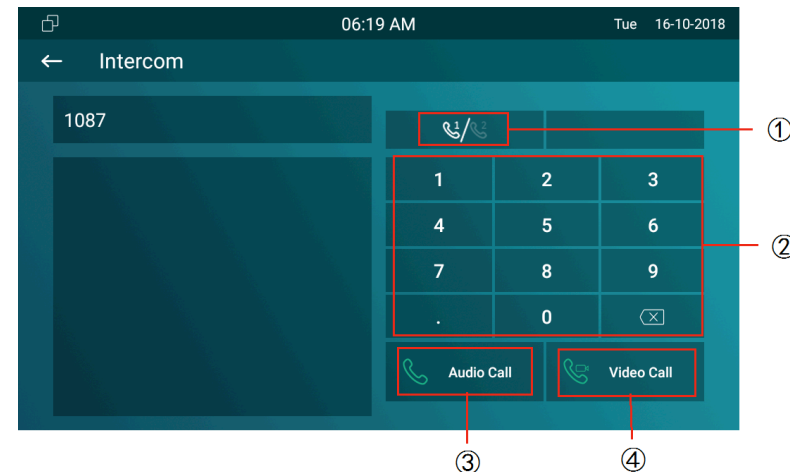 06:19 AM Tue 16-10-2018
Intercom
1087
1/2
①
1 2 3
4 5 6
②
7 8 9
. 0
Audio Call Video Call
③ ④